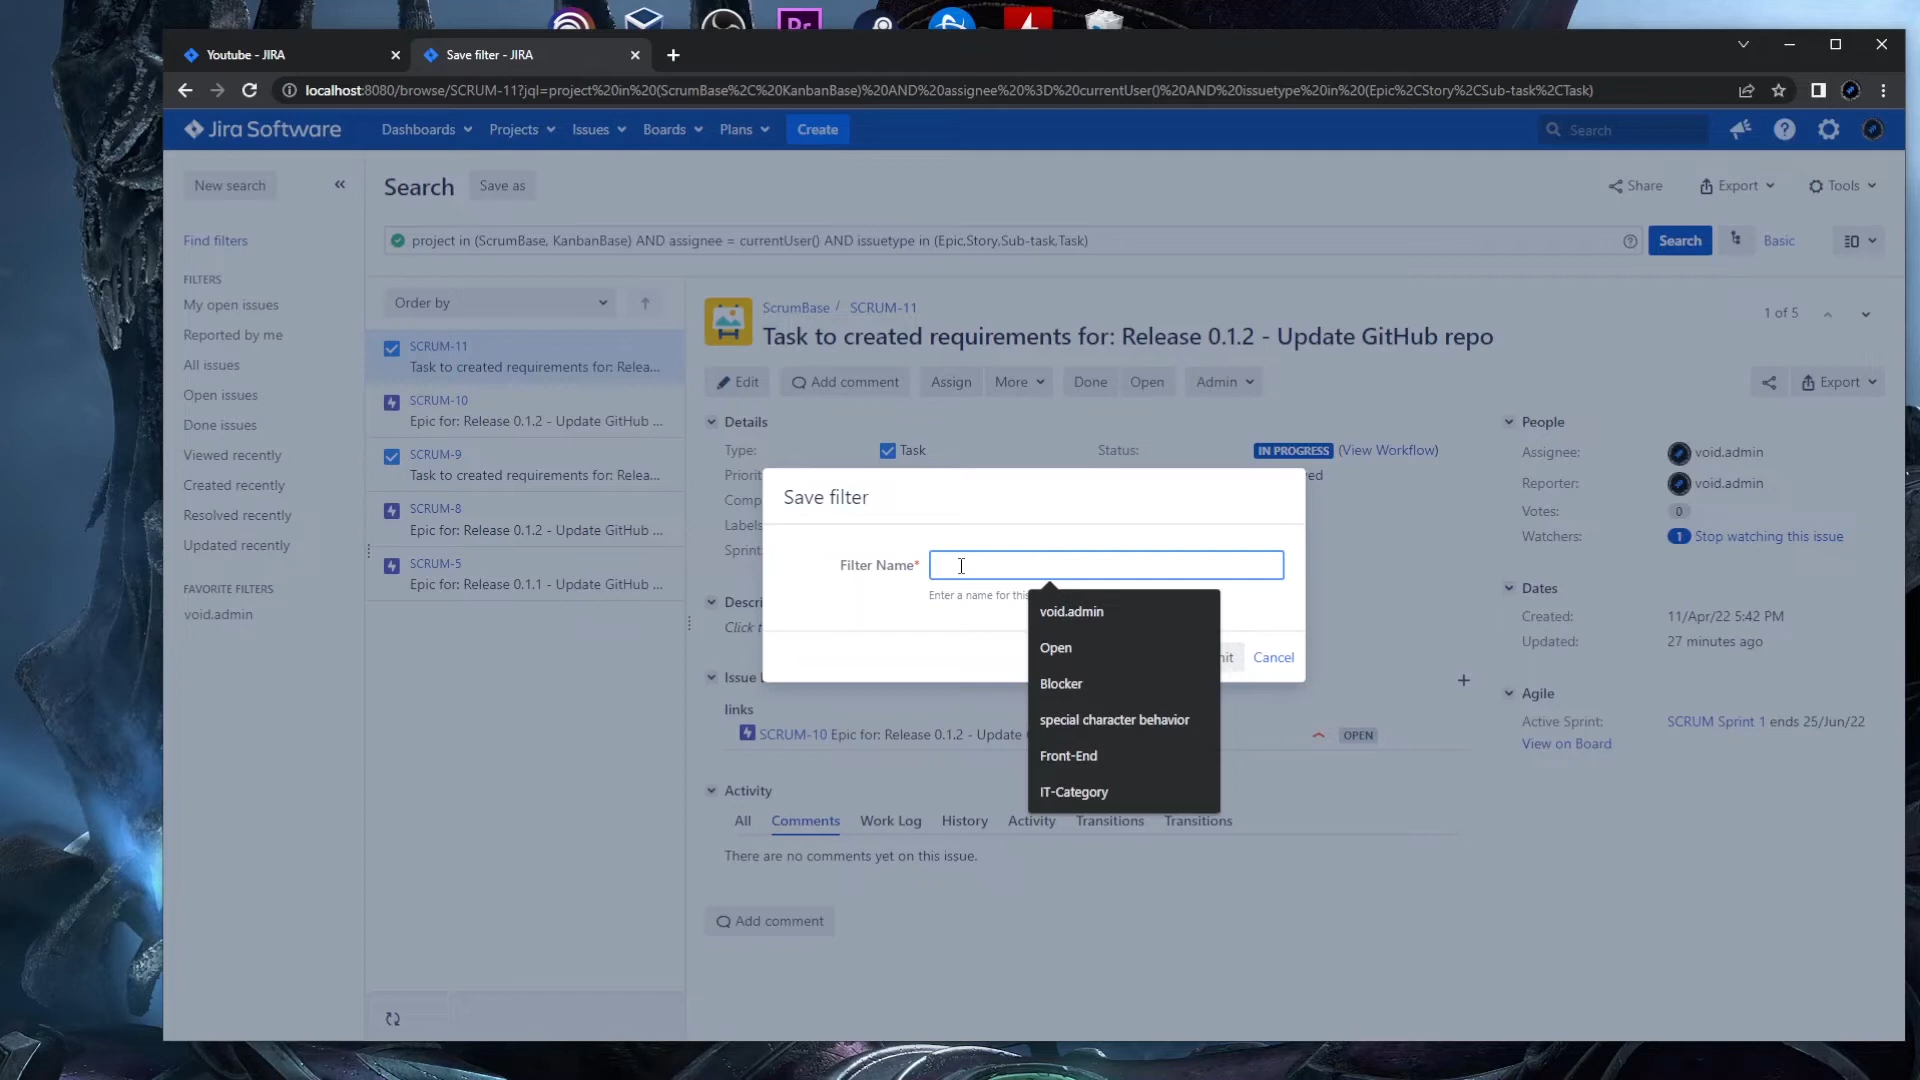 Pr
Youtube - JIRA
Save filter - JIRA
localhost:8080/browse/SCRUM-11?jql=project%20in%20(ScrumBase%2C%20KanbanBase)%20AND%20assignee%20%3D%20currentUser()%20AND%20issuetype%20in%20(Epic%2CStory%2CSub-task%2CTask)
Jira Software Dashboards Projects Issues Boards Plans Create Search
New search
Search Save as Share Export Tools
Find filters
project in (ScrumBase, KanbanBase) AND assignee = currentUser() AND issuetype in (Epic,Story,Sub-task,Task) Search Basic
FILTERS
My open issues
Reported by me
All issues
Open issues
Done issues
Viewed recently
Created recently
Resolved recently
Updated recently
FAVORITE FILTERS
void.admin
Order by
SCRUM-11
Task to created requirements for: Relea...
SCRUM-10
Epic for: Release 0.1.2 - Update GitHub ...
SCRUM-9
Task to created requirements for: Relea...
SCRUM-8
Epic for: Release 0.1.2 - Update GitHub ...
SCRUM-5
Epic for: Release 0.1.1 - Update GitHub ...
ScrumBase / SCRUM-11
1 of 5
Task to created requirements for: Release 0.1.2 - Update GitHub repo
Edit Add comment Assign More Done Open Admin Export
Details
Type: Task Status: IN PROGRESS (View Workflow)
Priorit ed
Comp
Labels
Sprint
Descri
Click t
Issue
links
SCRUM-10 Epic for: Release 0.1.2 - Update OPEN
Activity
All Comments Work Log History Activity Transitions Transitions
There are no comments yet on this issue.
Add comment
Save filter
Filter Name*
Enter a name for this
void.admin
Open
Blocker
special character behavior
Front-End
IT-Category
it Cancel
People
Assignee: void.admin
Reporter: void.admin
Votes: 0
Watchers: 1 Stop watching this issue
Dates
Created: 11/Apr/22 5:42 PM
Updated: 27 minutes ago
Agile
Active Sprint: SCRUM Sprint 1 ends 25/Jun/22
View on Board